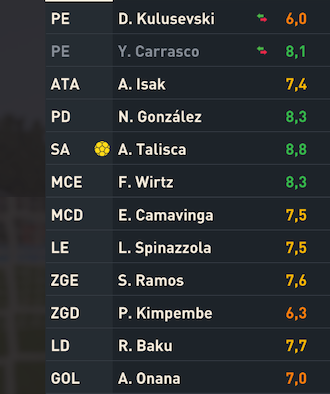 PE D. Kulusevski 6,0
PE Y. Carrasco 8,1
ATA A. Isak 7,4
PD N. González 8,3
SA A. Talisca 8,8
MCE F. Wirtz 8,3
MCD E. Camavinga 7,5
LE L. Spinazzola 7,5
ZGE S. Ramos 7,6
ZGD P. Kimpembe 6,3
LD R. Baku 7,7
GOL A. Onana 7,0